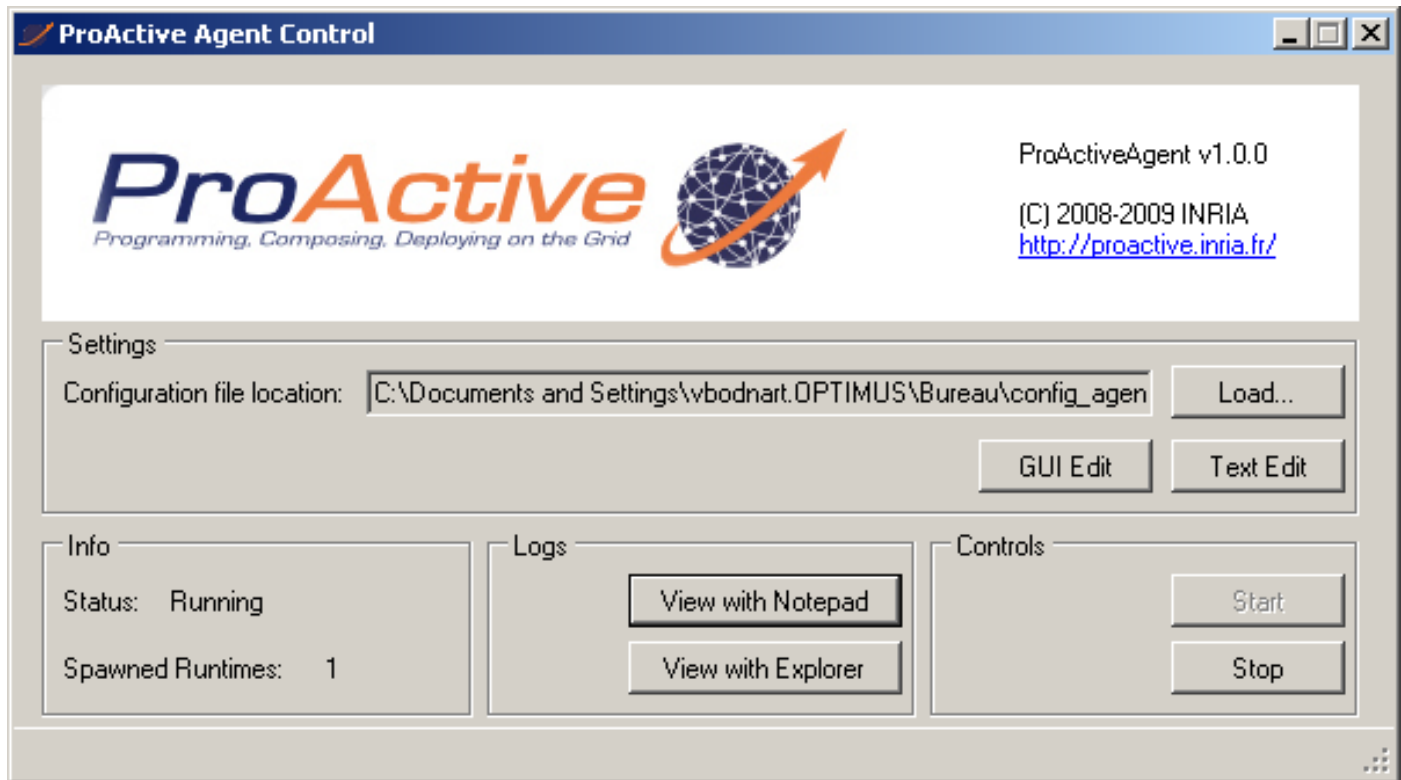 ProActive Agent Control
ProActive
Programming, Composing, Deploying on the Grid
ProActiveAgent v1.0.0
(C) 2008-2009 INRIA
http://proactive.inria.fr/
Settings
Configuration file location: C:\Documents and Settings\vbodnart.OPTIMUS\Bureau\config_agen Load...
GUI Edit Text Edit
Info
Status: Running
Spawned Runtimes: 1
Logs
View with Notepad
View with Explorer
Controls
Start
Stop